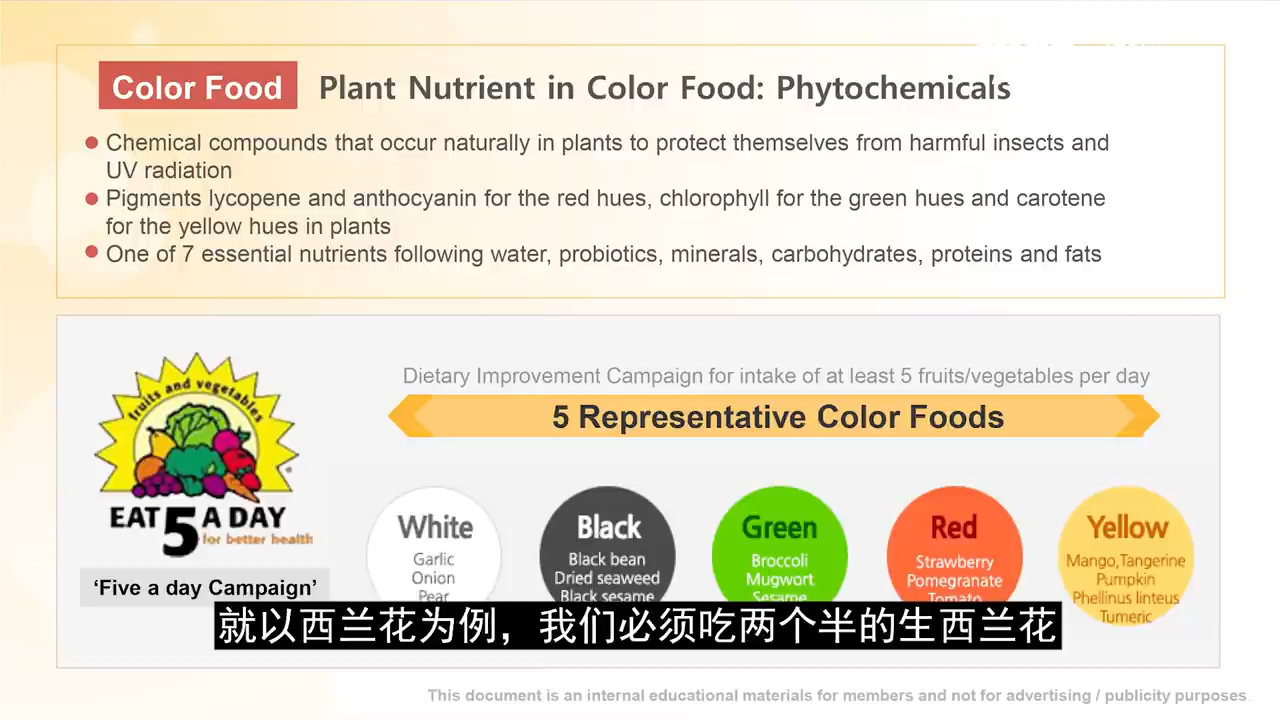 Color Food
Plant Nutrient in Color Food: Phytochemicals
Chemical compounds that occur naturally in plants to protect themselves from harmful insects and
UV radiation
Pigments lycopene and anthocyanin for the red hues, chlorophyll for the green hues and carotene
for the yellow hues in plants
One of 7 essential nutrients following water, probiotics, minerals, carbohydrates, proteins and fats
fruits and vegetables
EAT 5 A DAY
for better health
‘Five a day Campaign’
Dietary Improvement Campaign for intake of at least 5 fruits/vegetables per day
5 Representative Color Foods
White
Garlic
Onion
Pear
Black
Black bean
Dried seaweed
Black sesame
Green
Broccoli
Mugwort
Sesame
Red
Strawberry
Pomegranate
Tomato
Yellow
Mango,Tangerine
Pumpkin
Phellinus linteus
Tumeric
就以西兰花为例，我们必须吃两个半的生西兰花
This document is an internal educational materials for members and not for advertising / publicity purposes.